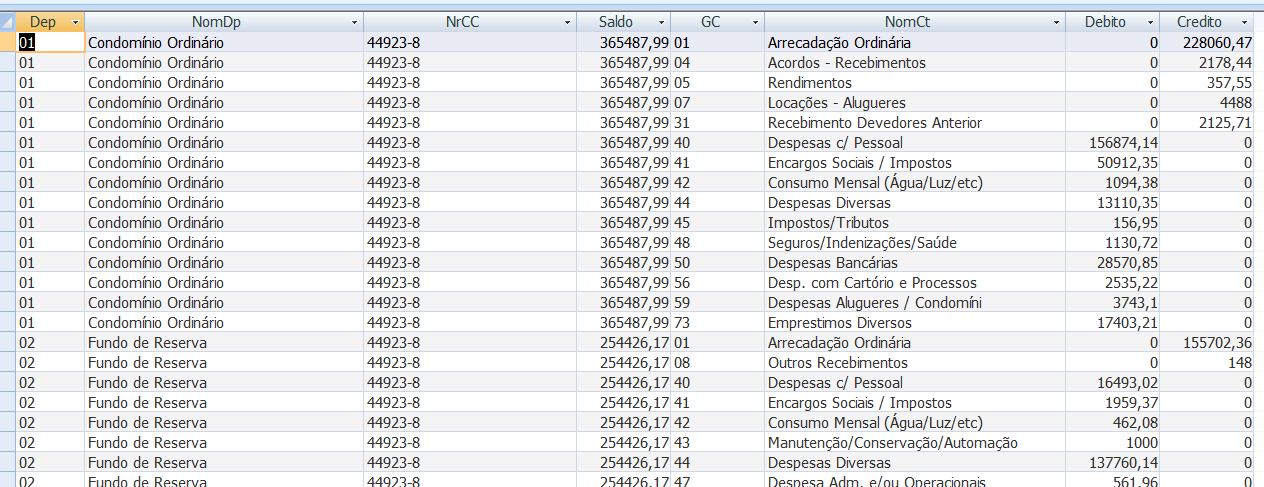 Dep NomDp NrCC Saldo GC NomCt Debito Credito
01 Condomínio Ordinário 44923-8 365487,99 01 Arrecadação Ordinária 0 228060,47
01 Condomínio Ordinário 44923-8 365487,99 04 Acordos - Recebimentos 0 2178,44
01 Condomínio Ordinário 44923-8 365487,99 05 Rendimentos 0 357,55
01 Condomínio Ordinário 44923-8 365487,99 07 Locações - Alugueres 0 4488
01 Condomínio Ordinário 44923-8 365487,99 31 Recebimento Devedores Anterior 0 2125,71
01 Condomínio Ordinário 44923-8 365487,99 40 Despesas c/ Pessoal 156874,14 0
01 Condomínio Ordinário 44923-8 365487,99 41 Encargos Sociais / Impostos 50912,35 0
01 Condomínio Ordinário 44923-8 365487,99 42 Consumo Mensal (Água/Luz/etc) 1094,38 0
01 Condomínio Ordinário 44923-8 365487,99 44 Despesas Diversas 13110,35 0
01 Condomínio Ordinário 44923-8 365487,99 45 Impostos/Tributos 156,95 0
01 Condomínio Ordinário 44923-8 365487,99 48 Seguros/Indenizações/Saúde 1130,72 0
01 Condomínio Ordinário 44923-8 365487,99 50 Despesas Bancárias 28570,85 0
01 Condomínio Ordinário 44923-8 365487,99 56 Desp. com Cartório e Processos 2535,22 0
01 Condomínio Ordinário 44923-8 365487,99 59 Despesas Alugueres / Condomíni 3743,1 0
01 Condomínio Ordinário 44923-8 365487,99 73 Emprestimos Diversos 17403,21 0
02 Fundo de Reserva 44923-8 254426,17 01 Arrecadação Ordinária 0 155702,36
02 Fundo de Reserva 44923-8 254426,17 08 Outros Recebimentos 0 148
02 Fundo de Reserva 44923-8 254426,17 40 Despesas c/ Pessoal 16493,02 0
02 Fundo de Reserva 44923-8 254426,17 41 Encargos Sociais / Impostos 1959,37 0
02 Fundo de Reserva 44923-8 254426,17 42 Consumo Mensal (Água/Luz/etc) 462,08 0
02 Fundo de Reserva 44923-8 254426,17 43 Manutenção/Conservação/Automação 1000 0
02 Fundo de Reserva 44923-8 254426,17 44 Despesas Diversas 137760,14 0
02 Fundo de Reserva 44923-8 254426,17 47 Despesa Adm. e/ou Operacionais 561,96 0